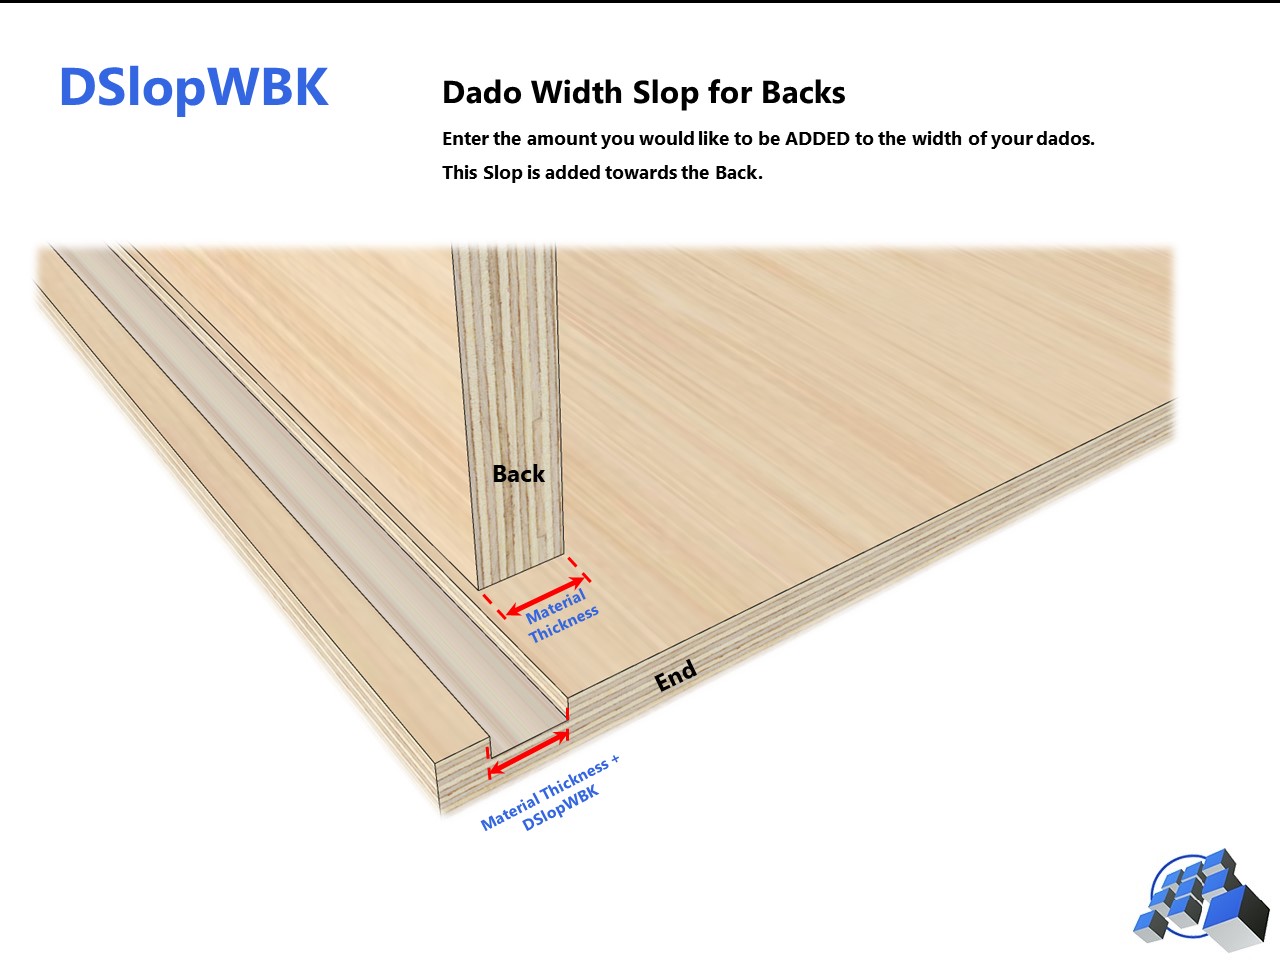 DSlopWBK
Dado Width Slop for Backs
Enter the amount you would like to be ADDED to the width of your dados.
This Slop is added towards the Back.
Back
Material
Thickness
End
Material Thickness +
DSlopWBK